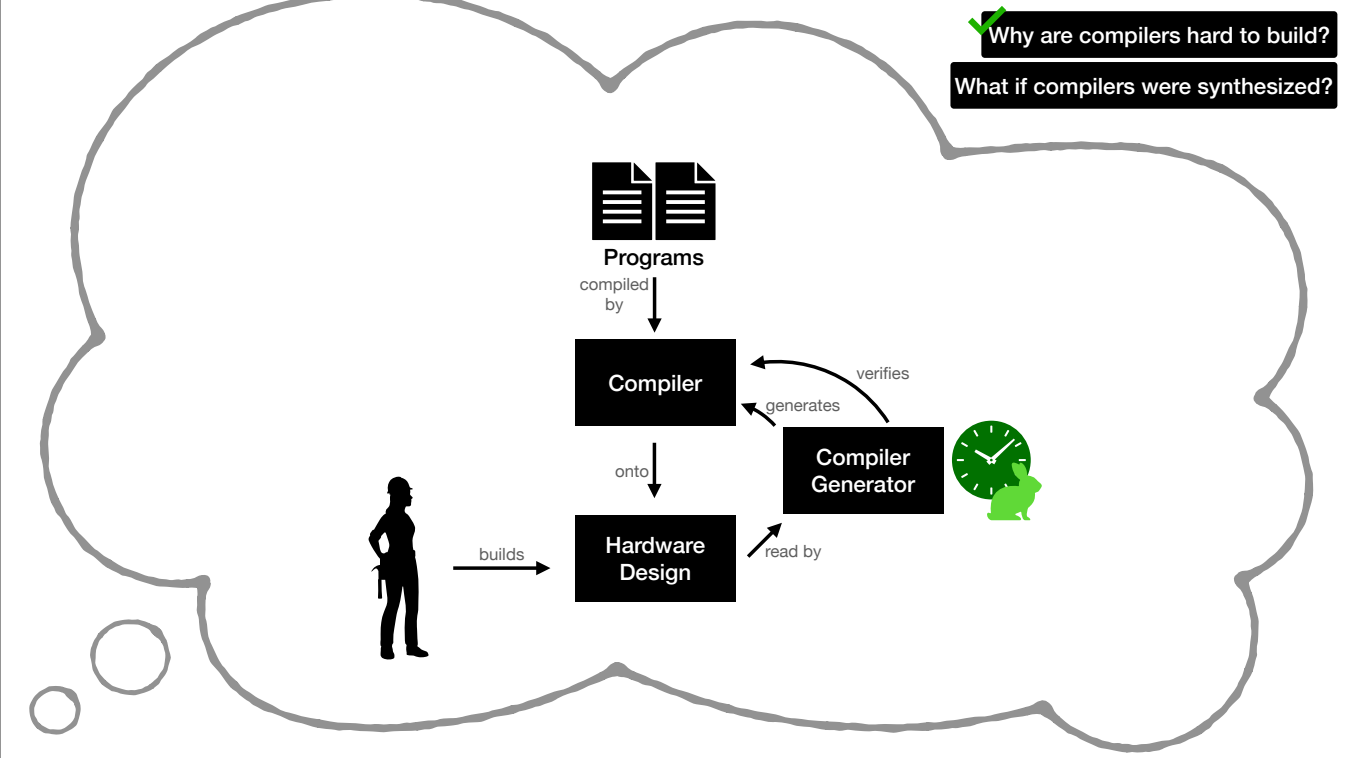 Why are compilers hard to build?
What if compilers were synthesized?
Programs
compiled
by
Compiler
verifies
generates
Compiler
Generator
onto
Hardware
Design
builds
read by